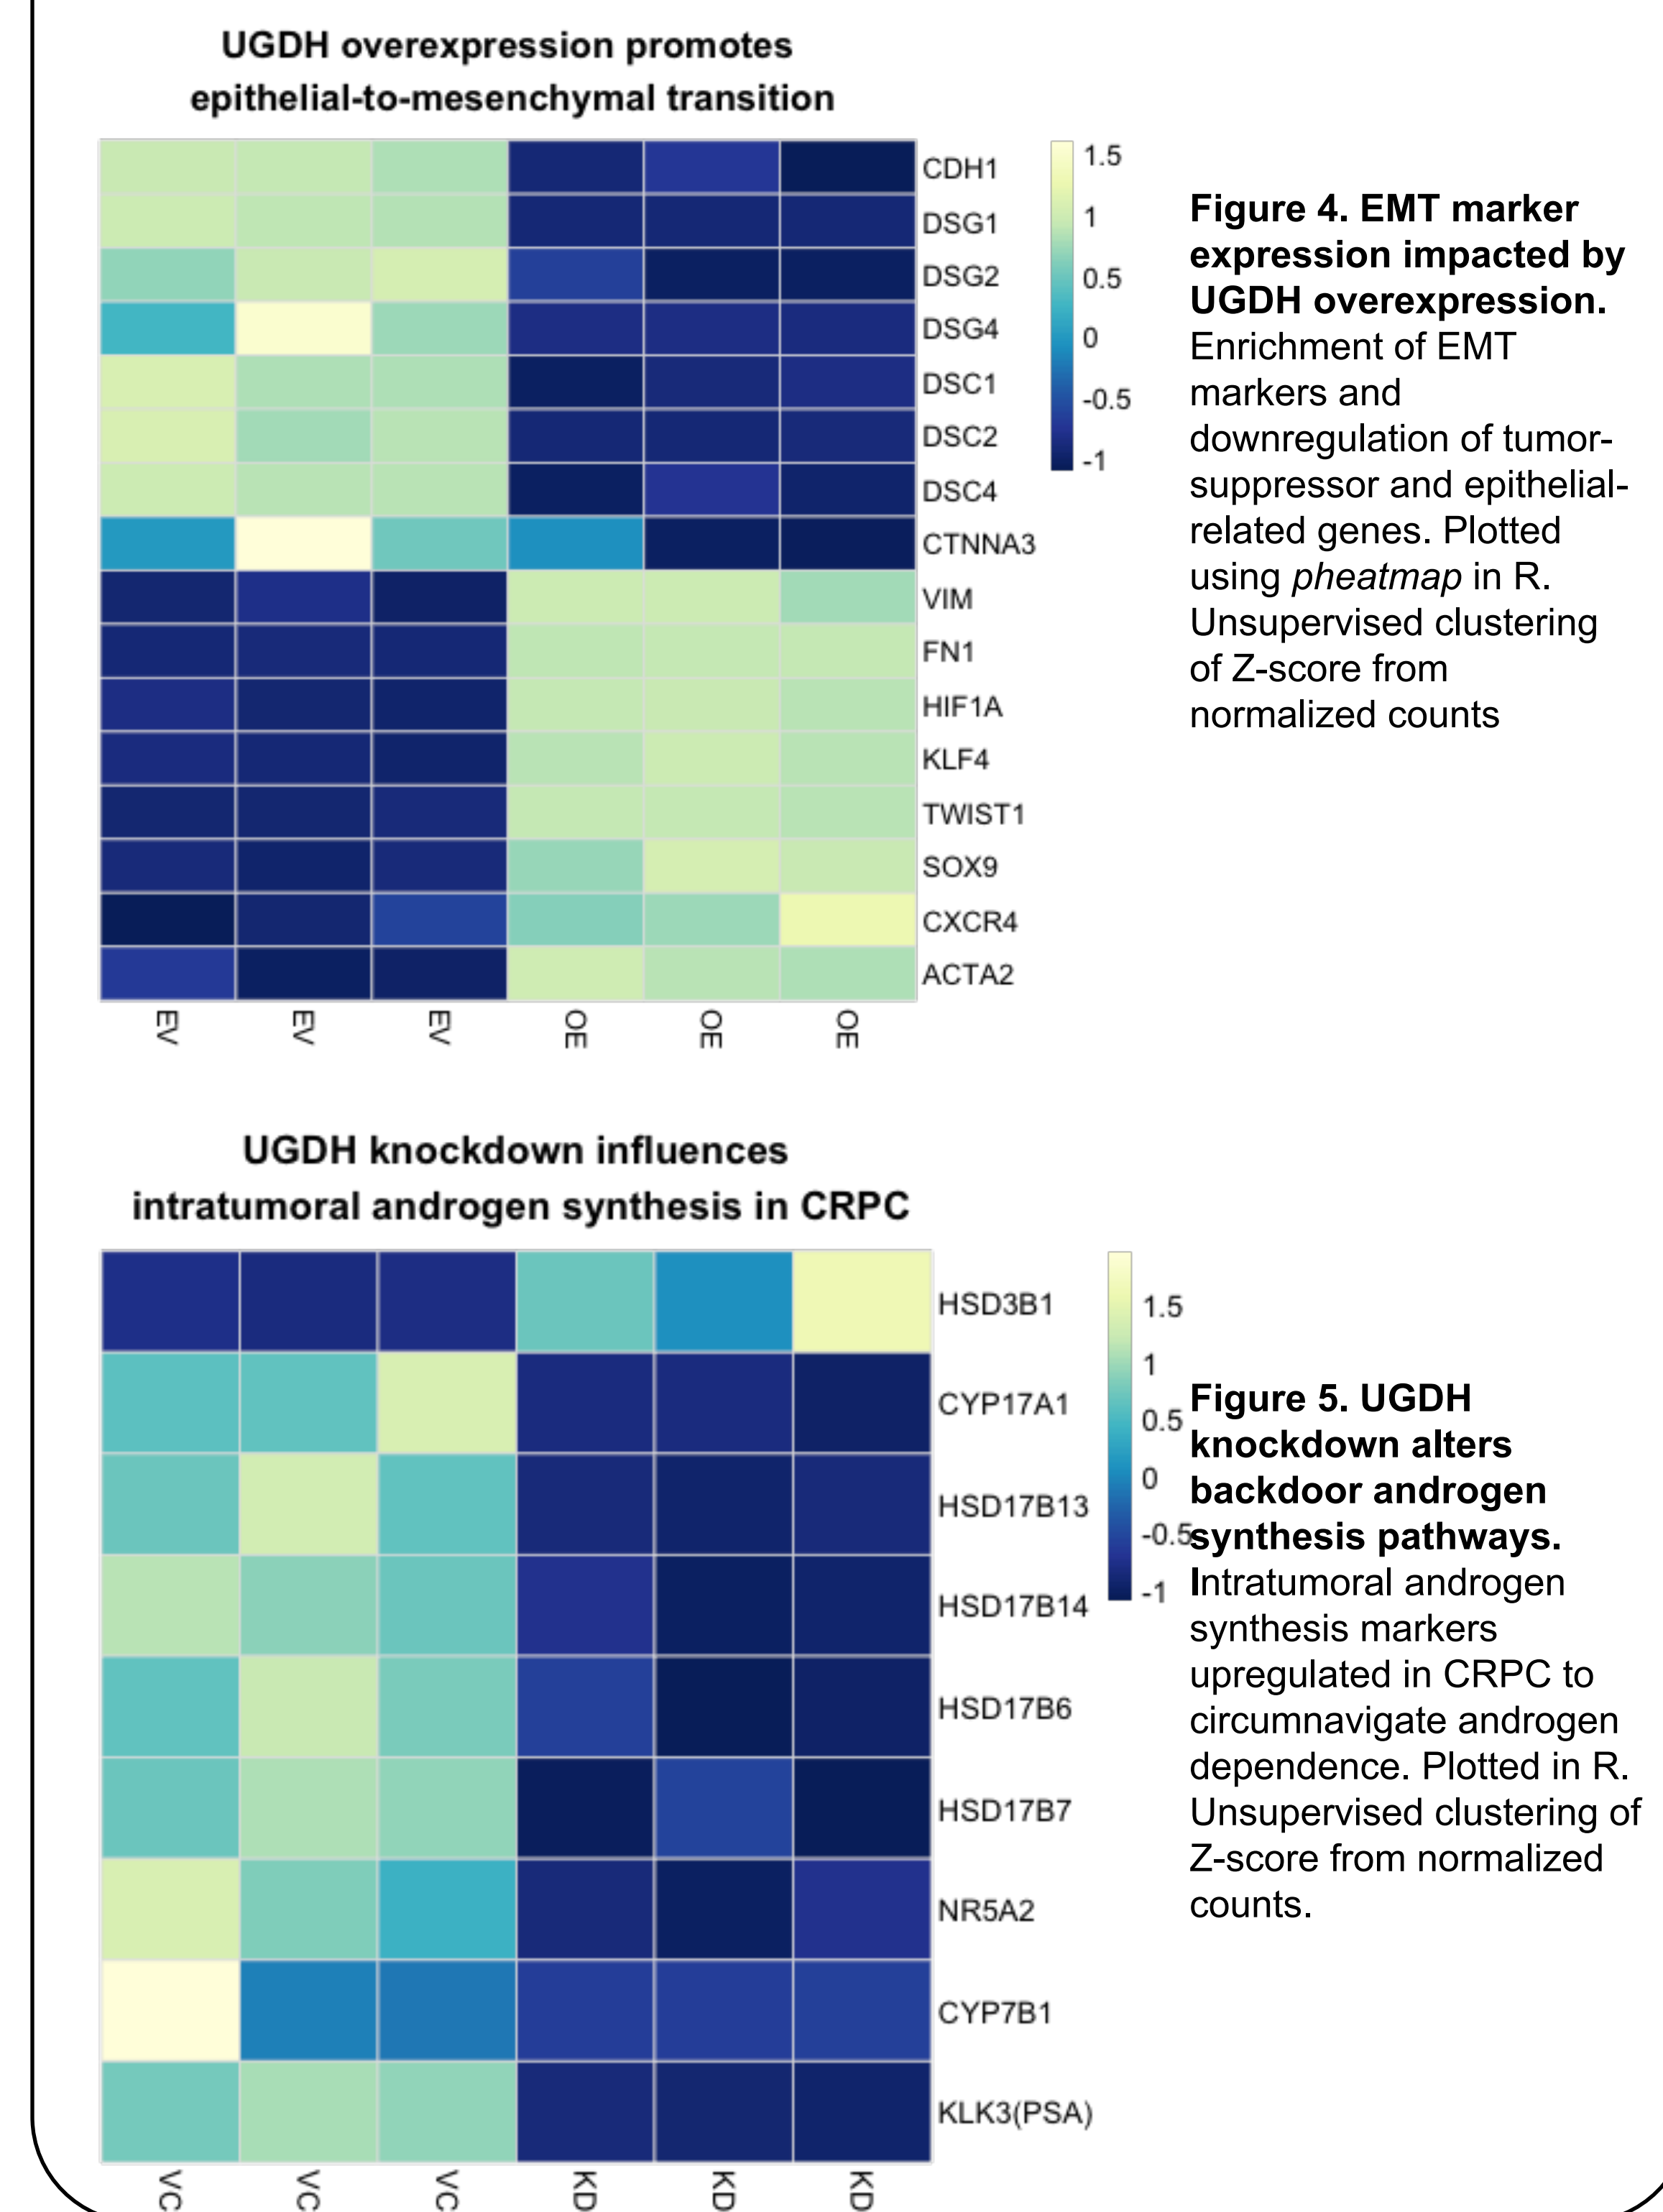 UGDH overexpression promotes
epithelial-to-mesenchymal transition
CDH1
DSG1
DSG2
DSG4
DSC1
DSC2
DSC4
CTNNA3
VIM
FN1
HIF1A
KLF4
TWIST1
SOX9
CXCR4
ACTA2
1.5
1
0.5
0
-0.5
-1
EV
EV
EV
OE
OE
OE
Figure 4. EMT marker
expression impacted by
UGDH overexpression.
Enrichment of EMT
markers and
downregulation of tumor-
suppressor and epithelial-
related genes. Plotted
using pheatmap in R.
Unsupervised clustering
of Z-score from
normalized counts
UGDH knockdown influences
intratumoral androgen synthesis in CRPC
HSD3B1
CYP17A1
HSD17B13
HSD17B14
HSD17B6
HSD17B7
NR5A2
CYP7B1
KLK3(PSA)
1.5
1
0.5
0
-0.5
-1
VC
VC
VC
KD
KD
KD
Figure 5. UGDH
knockdown alters
backdoor androgen
synthesis pathways.
Intratumoral androgen
synthesis markers
upregulated in CRPC to
circumnavigate androgen
dependence. Plotted in R.
Unsupervised clustering of
Z-score from normalized
counts.